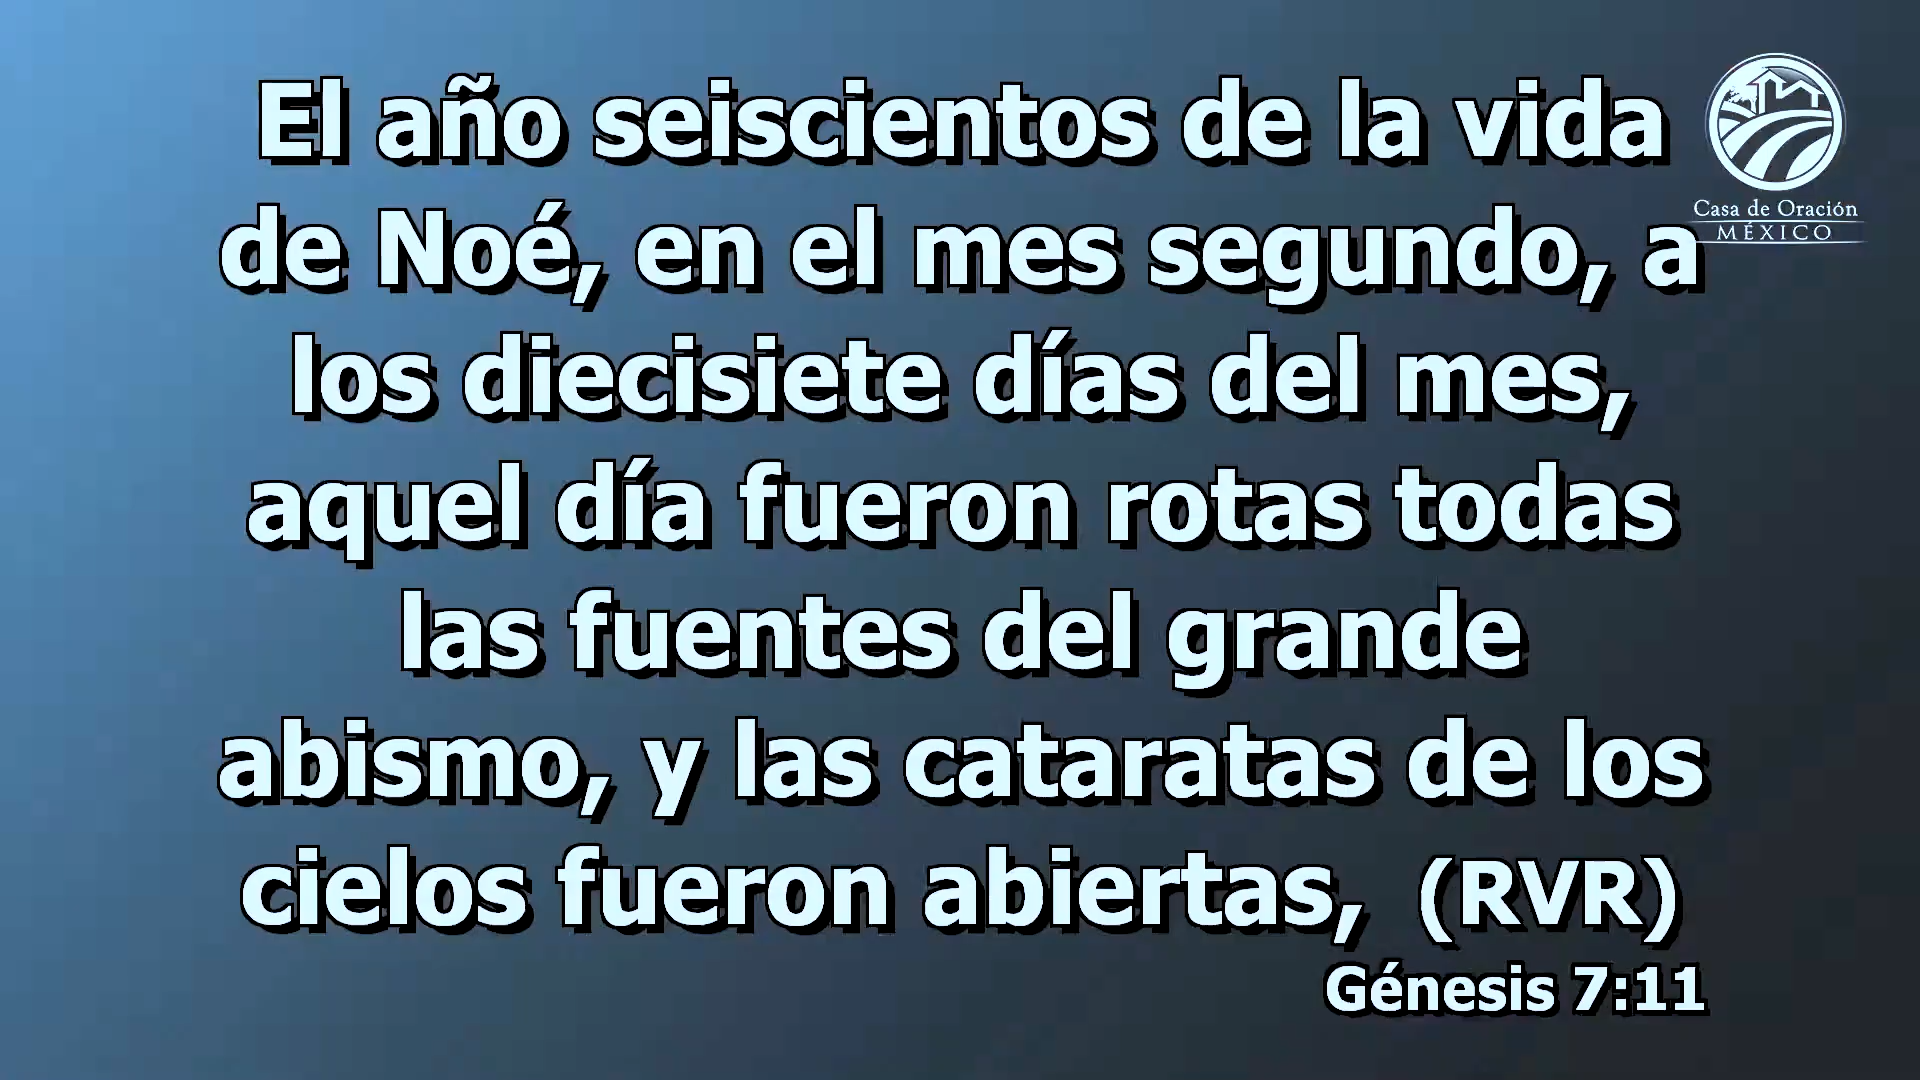 El año seiscientos de la vida
de Noé, en el mes segundo, a
los diecisiete días del mes,
aquel día fueron rotas todas
las fuentes del grande
abismo, y las cataratas de los
cielos fueron abiertas, (RVR)
Génesis 7:11
Casa de Oración
MÉXICO